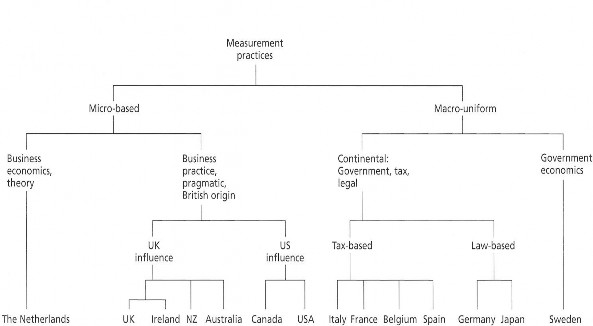 Measurement
practices
Micro-based
Macro-uniform
Business
economics,
theory
Business
practice,
pragmatic,
British origin
Continental:
Government, tax,
legal
Government
economics
UK
influence
US
influence
Tax-based
Law-based
The Netherlands
UK
Ireland
NZ
Australia
Canada
USA
Italy
France
Belgium
Spain
Germany
Japan
Sweden